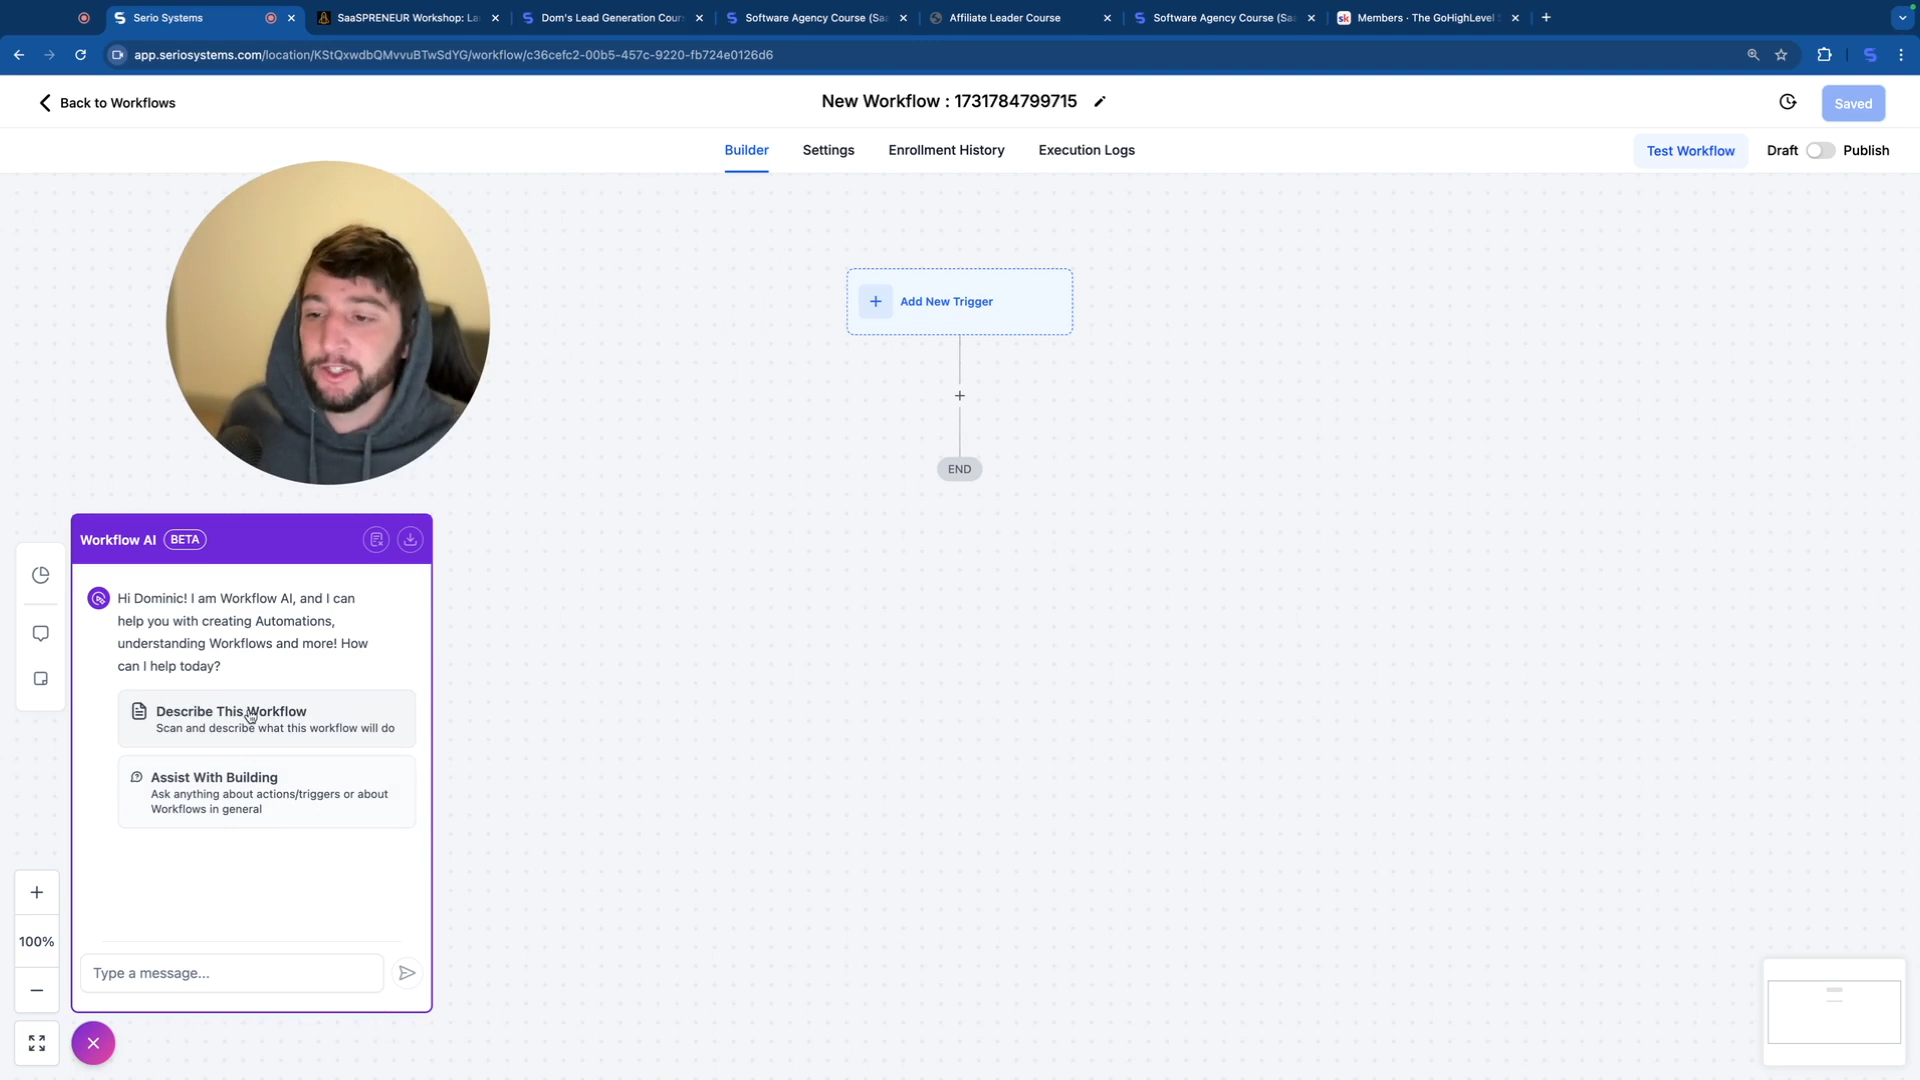 Serio Systems
SaaSPRENEUR Workshop: La
Dom's Lead Generation Cour
Software Agency Course (Saa
Affiliate Leader Course
Software Agency Course (Saa
Members · The GoHighLevel
app.seriosystems.com/location/KStQxwdbQMvvuBTwSdYG/workflow/c36cefc2-00b5-457c-9220-fb724e0126d6
Back to Workflows
New Workflow : 1731784799715
Saved
Builder
Settings
Enrollment History
Execution Logs
Test Workflow
Draft
Publish
Add New Trigger
END
Workflow AI
BETA
Hi Dominic! I am Workflow AI, and I can
help you with creating Automations,
understanding Workflows and more! How
can I help today?
Describe This Workflow
Scan and describe what this workflow will do
Assist With Building
Ask anything about actions/triggers or about
Workflows in general
100%
Type a message...